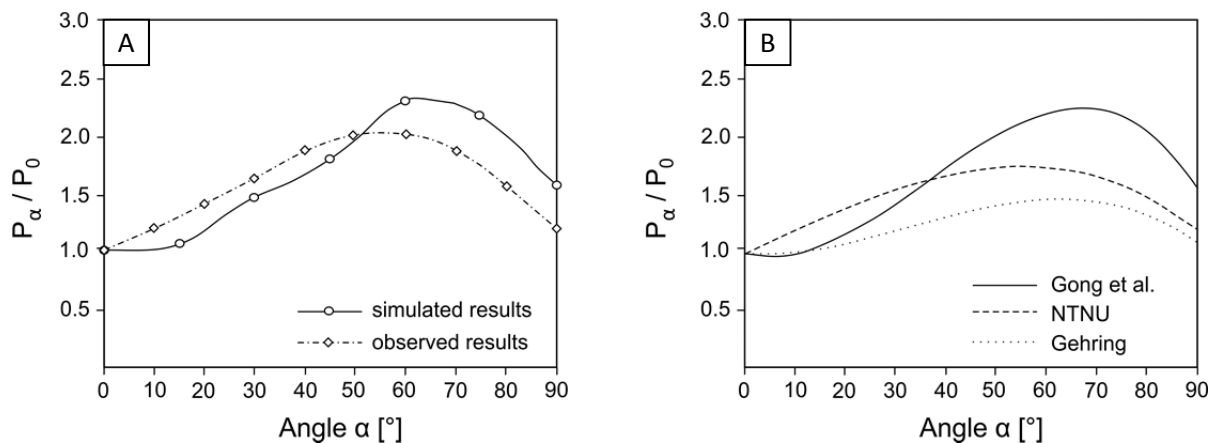 A
3.0
2.5
2.0
1.5
1.0
0.5
Pα / P0
0 10 20 30 40 50 60 70 80 90
Angle α [°]
simulated results
observed results
B
3.0
2.5
2.0
1.5
1.0
0.5
Pα / P0
0 10 20 30 40 50 60 70 80 90
Angle α [°]
Gong et al.
NTNU
Gehring